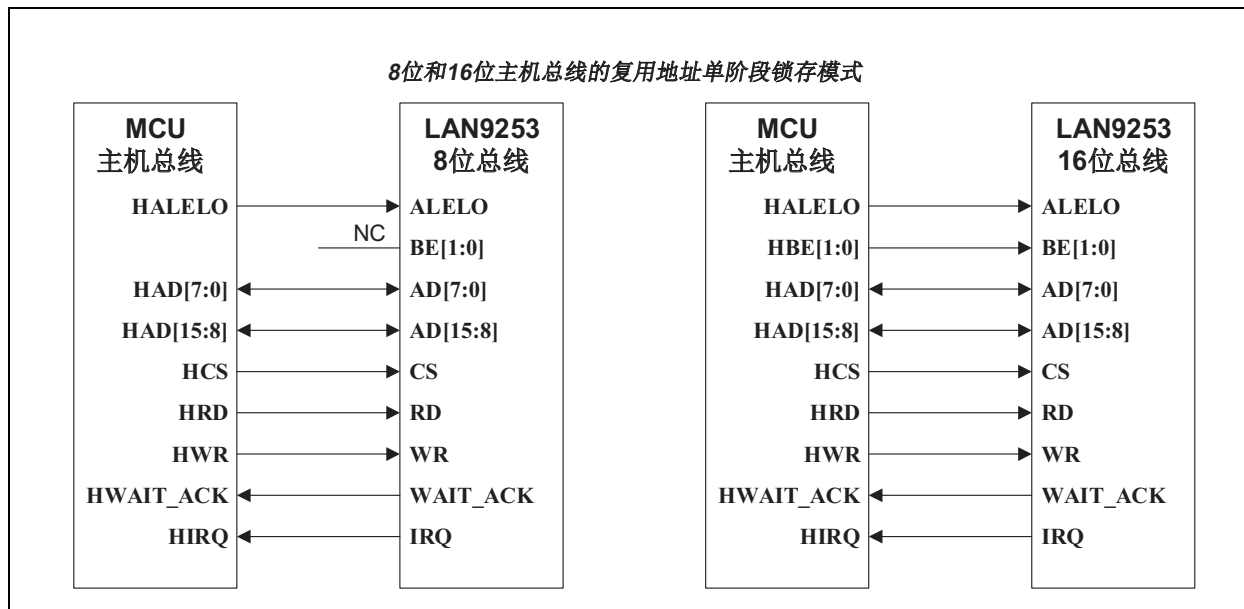 8位和16位主机总线的复用地址单阶段锁存模式
MCU
主机总线
HALELO
HAD[7:0]
HAD[15:8]
HCS
HRD
HWR
HWAIT_ACK
HIRQ
NC
LAN9253
8位总线
ALELO
BE[1:0]
AD[7:0]
AD[15:8]
CS
RD
WR
WAIT_ACK
IRQ
MCU
主机总线
HALELO
HBE[1:0]
HAD[7:0]
HAD[15:8]
HCS
HRD
HWR
HWAIT_ACK
HIRQ
LAN9253
16位总线
ALELO
BE[1:0]
AD[7:0]
AD[15:8]
CS
RD
WR
WAIT_ACK
IRQ